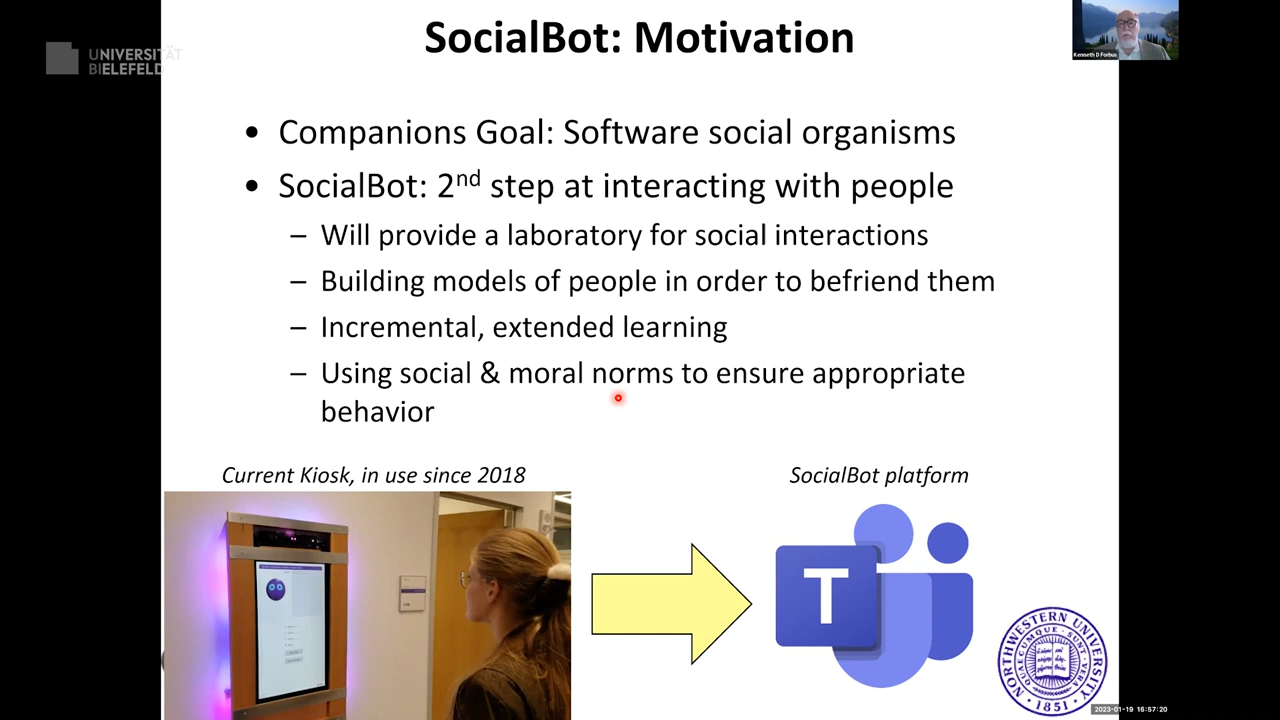 SocialBot: Motivation
UNIVERSITÄT
BIELEFELD
Kenneth D Forbus
• Companions Goal: Software social organisms
• SocialBot: 2nd step at interacting with people
– Will provide a laboratory for social interactions
– Building models of people in order to befriend them
– Incremental, extended learning
– Using social & moral norms to ensure appropriate
behavior
Current Kiosk, in use since 2018
SocialBot platform
T
NORTHWESTERN UNIVERSITY
QUAECUMQUE SUNT VERA
1851
2023-01-19 16:57:20